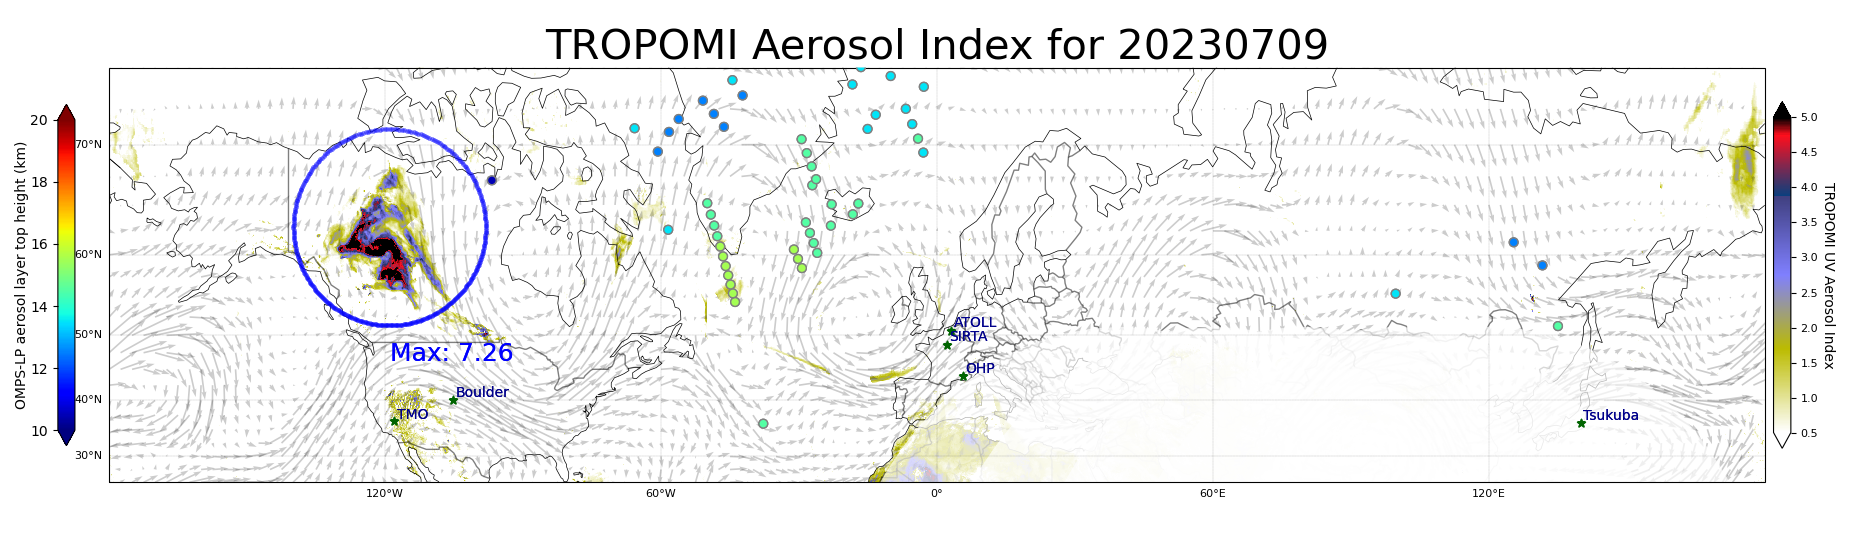 TROPOMI Aerosol Index for 20230709
OMPS-LP aerosol layer top height (km)
20
18
16
14
12
10
70°N
60°N
50°N
40°N
30°N
120°W
60°W
0°
60°E
120°E
Max: 7.26
Boulder
TMO
ATOLL
SIRTA
OHP
Tsukuba
5.0
4.5
4.0
3.5
3.0
2.5
2.0
1.5
1.0
0.5
TROPOMI UV Aerosol Index